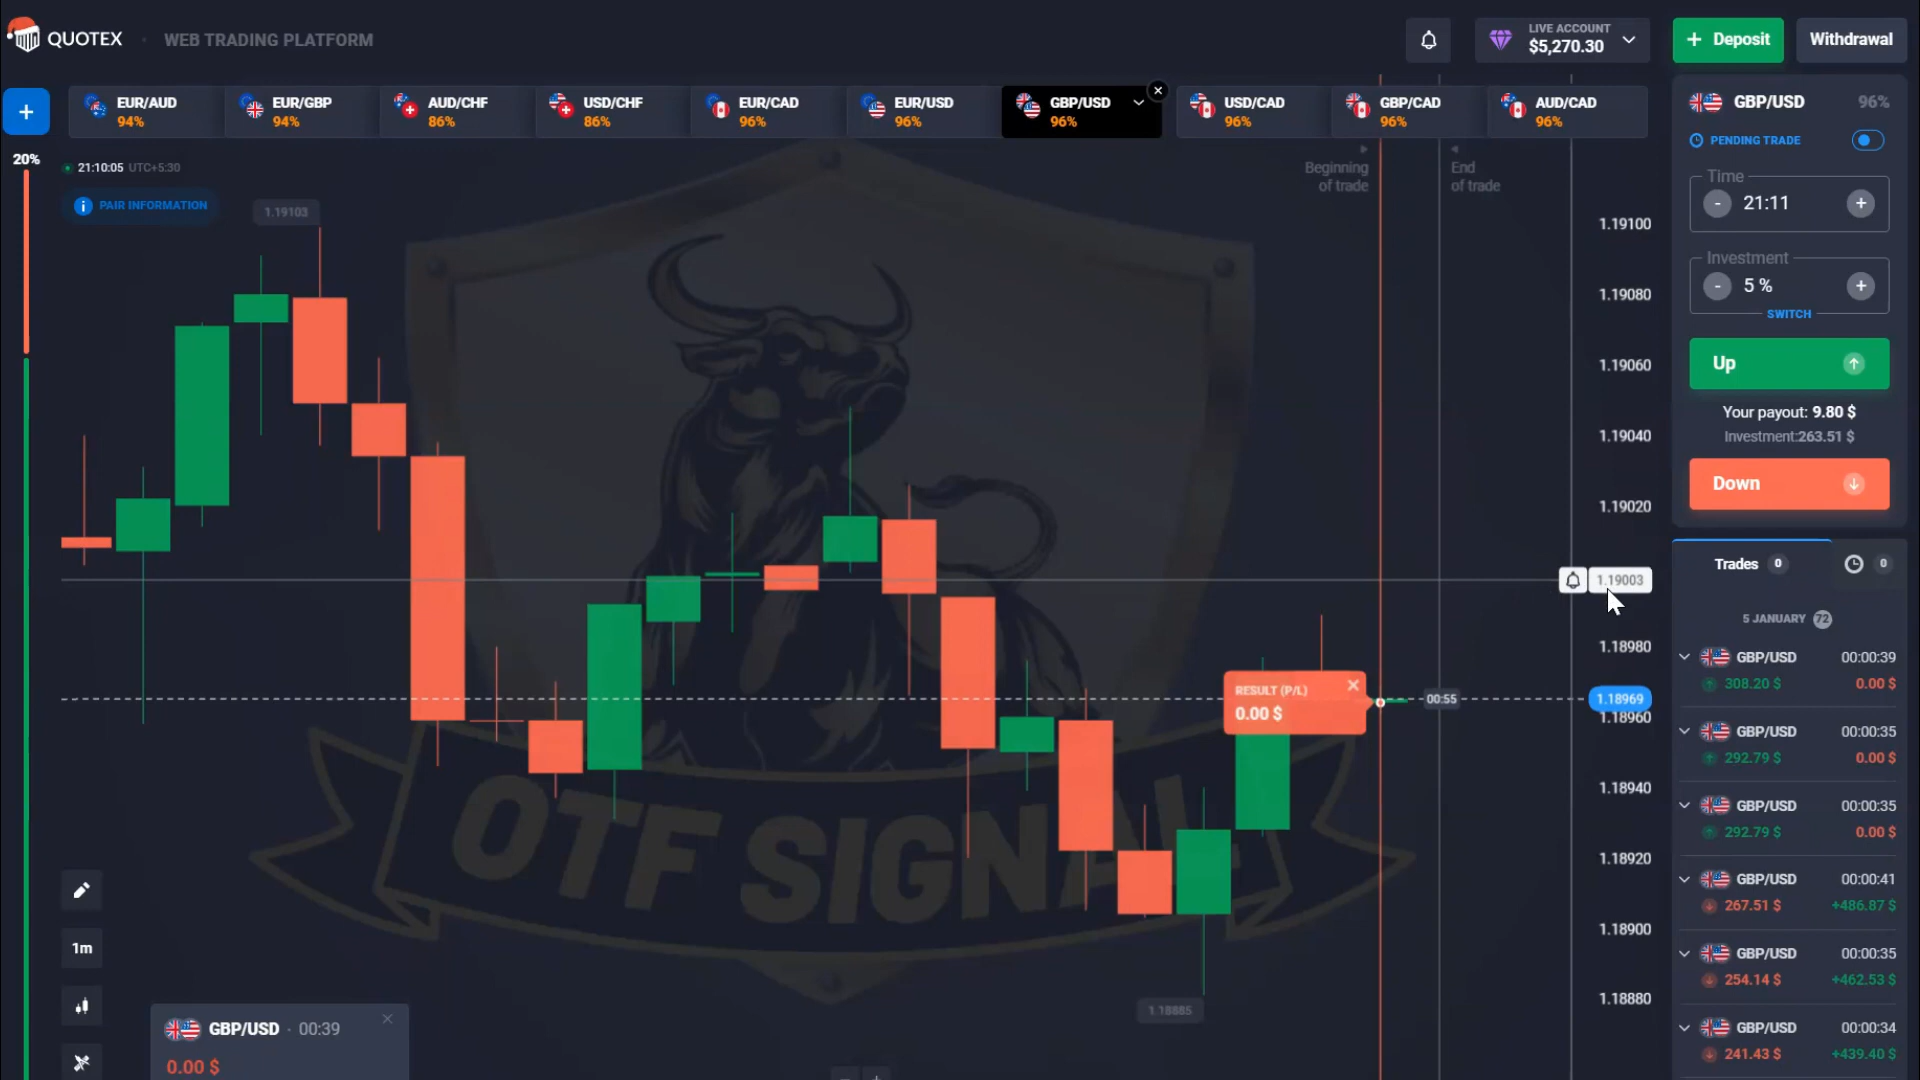 QUOTEX
WEB TRADING PLATFORM
LIVE ACCOUNT
$5,270.30
+ Deposit
Withdrawal
+
EUR/AUD
94%
EUR/GBP
94%
AUD/CHF
86%
USD/CHF
86%
EUR/CAD
96%
EUR/USD
96%
GBP/USD
96%
USD/CAD
96%
GBP/CAD
96%
AUD/CAD
96%
20%
21:10:05 UTC+5:30
PAIR INFORMATION
1.19103
Beginning
of trade
End
of trade
1.19100
1.19080
1.19060
1.19040
1.19020
1.19003
1.18980
1.18969
1.18960
1.18940
1.18920
1.18900
1.18880
RESULT (P/L)
0.00 $
00:55
OTF SIGNAL
1.18885
1m
GBP/USD · 00:39
0.00 $
GBP/USD 96%
PENDING TRADE
Time
- 21:11 +
Investment
- 5 % +
SWITCH
Up
Your payout: 9.80 $
Investment:263.51 $
Down
Trades 0
0
5 JANUARY 72
GBP/USD 00:00:39
308.20 $ 0.00 $
GBP/USD 00:00:35
292.79 $ 0.00 $
GBP/USD 00:00:35
292.79 $ 0.00 $
GBP/USD 00:00:41
267.51 $ +486.87 $
GBP/USD 00:00:35
254.14 $ +462.53 $
GBP/USD 00:00:34
241.43 $ +439.40 $